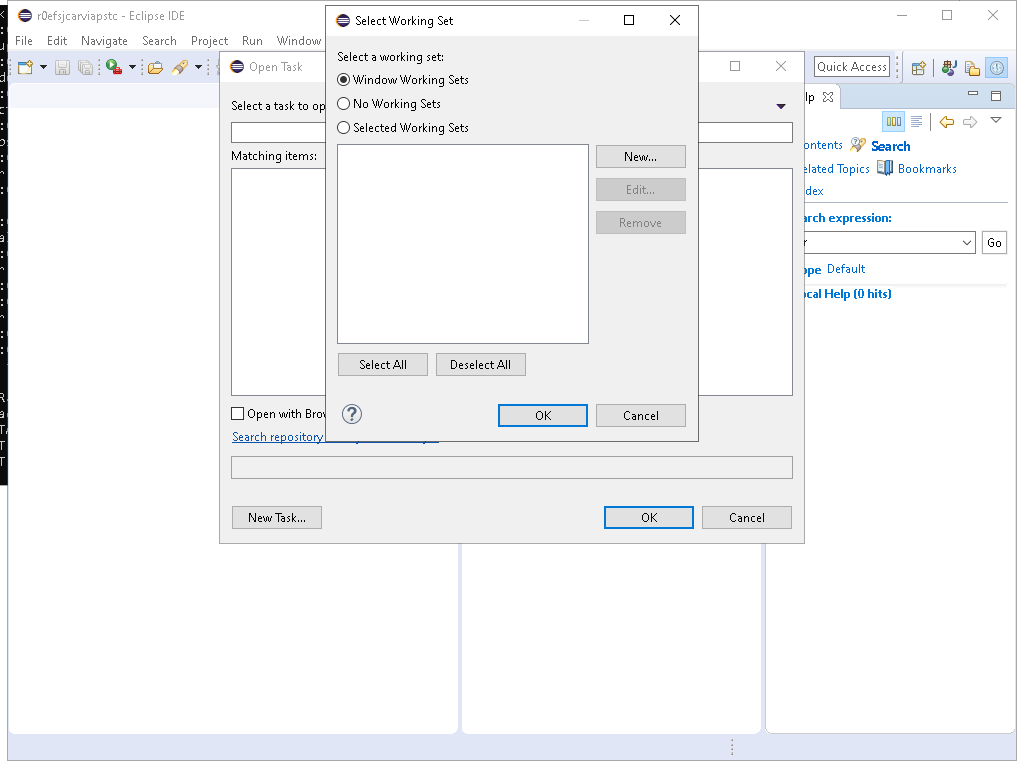 r0efsjcarviapstc - Eclipse IDE
File Edit Navigate Search Project Run Window
Quick Access
Open Task
Select a task to op
Matching items:
Open with Brow
Search repository
New Task...
OK
Cancel
Select Working Set
Select a working set:
Window Working Sets
No Working Sets
Selected Working Sets
New...
Edit...
Remove
Select All
Deselect All
OK
Cancel
lp
ontents
Search
elated Topics
Bookmarks
dex
arch expression:
r
Go
ope Default
ocal Help (0 hits)